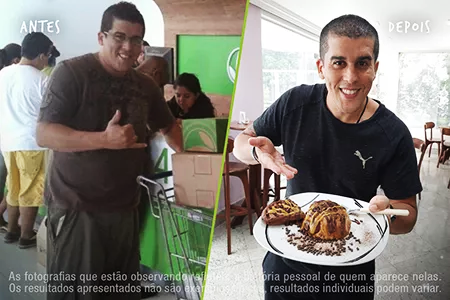 ANTES
DEPOIS
PUMA
As fotografias que estão observando
pessoal de quem aparece nelas.
Os resultados apresentados não são
resultados individuais podem variar.